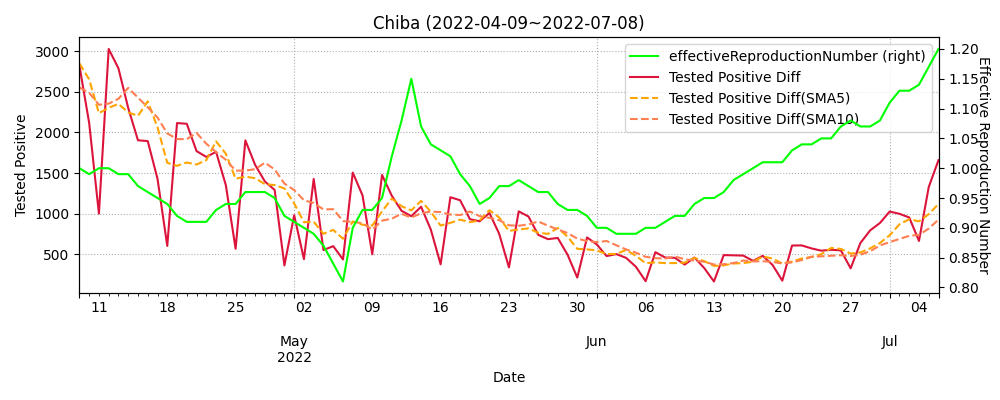 Chiba (2022-04-09~2022-07-08)
effectiveReproductionNumber (right)
Tested Positive Diff
Tested Positive Diff(SMA5)
Tested Positive Diff(SMA10)
Tested Positive
3000
2500
2000
1500
1000
500
1.20
1.15
1.10
1.05
1.00
0.95
0.90
0.85
0.80
Effective Reproduction Number
11 18 25 02 09 16 23 30 06 13 20 27 04
May Jun Jul
2022
Date